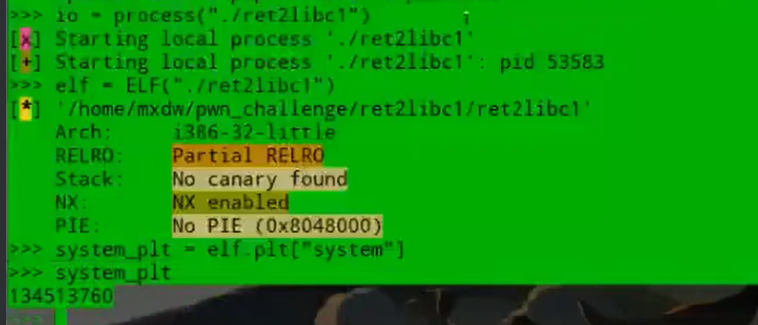 >>> io = process("./ret2libc1")
[x] Starting local process './ret2libc1'
[+] Starting local process './ret2libc1': pid 53583
>>> elf = ELF("./ret2libc1")
[*] '/home/mxdw/pwn_challenge/ret2libc1/ret2libc1'
    Arch:     i386-32-little
    RELRO:    Partial RELRO
    Stack:    No canary found
    NX:       NX enabled
    PIE:      No PIE (0x8048000)
>>> system_plt = elf.plt["system"]
>>> system_plt
134513760
>>>